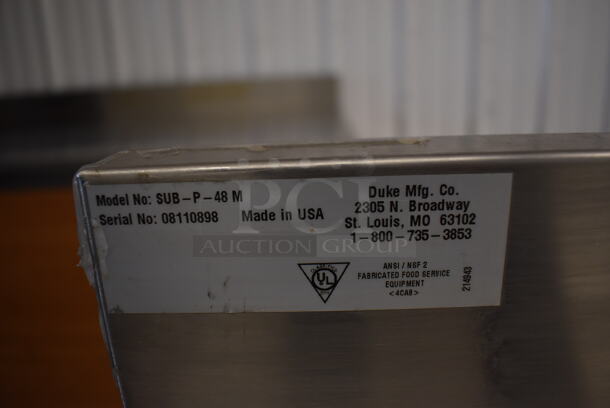 Model No: SUB-P-48 M
Serial No: 08110898 Made in USA
Duke Mfg. Co.
2305 N. Broadway
St. Louis, MO 63102
1-800-735-3853
PCI
AUCTION GROUP
UL
ANSI / NSF 2
FABRICATED FOOD SERVICE
EQUIPMENT
<4CA8>
214943